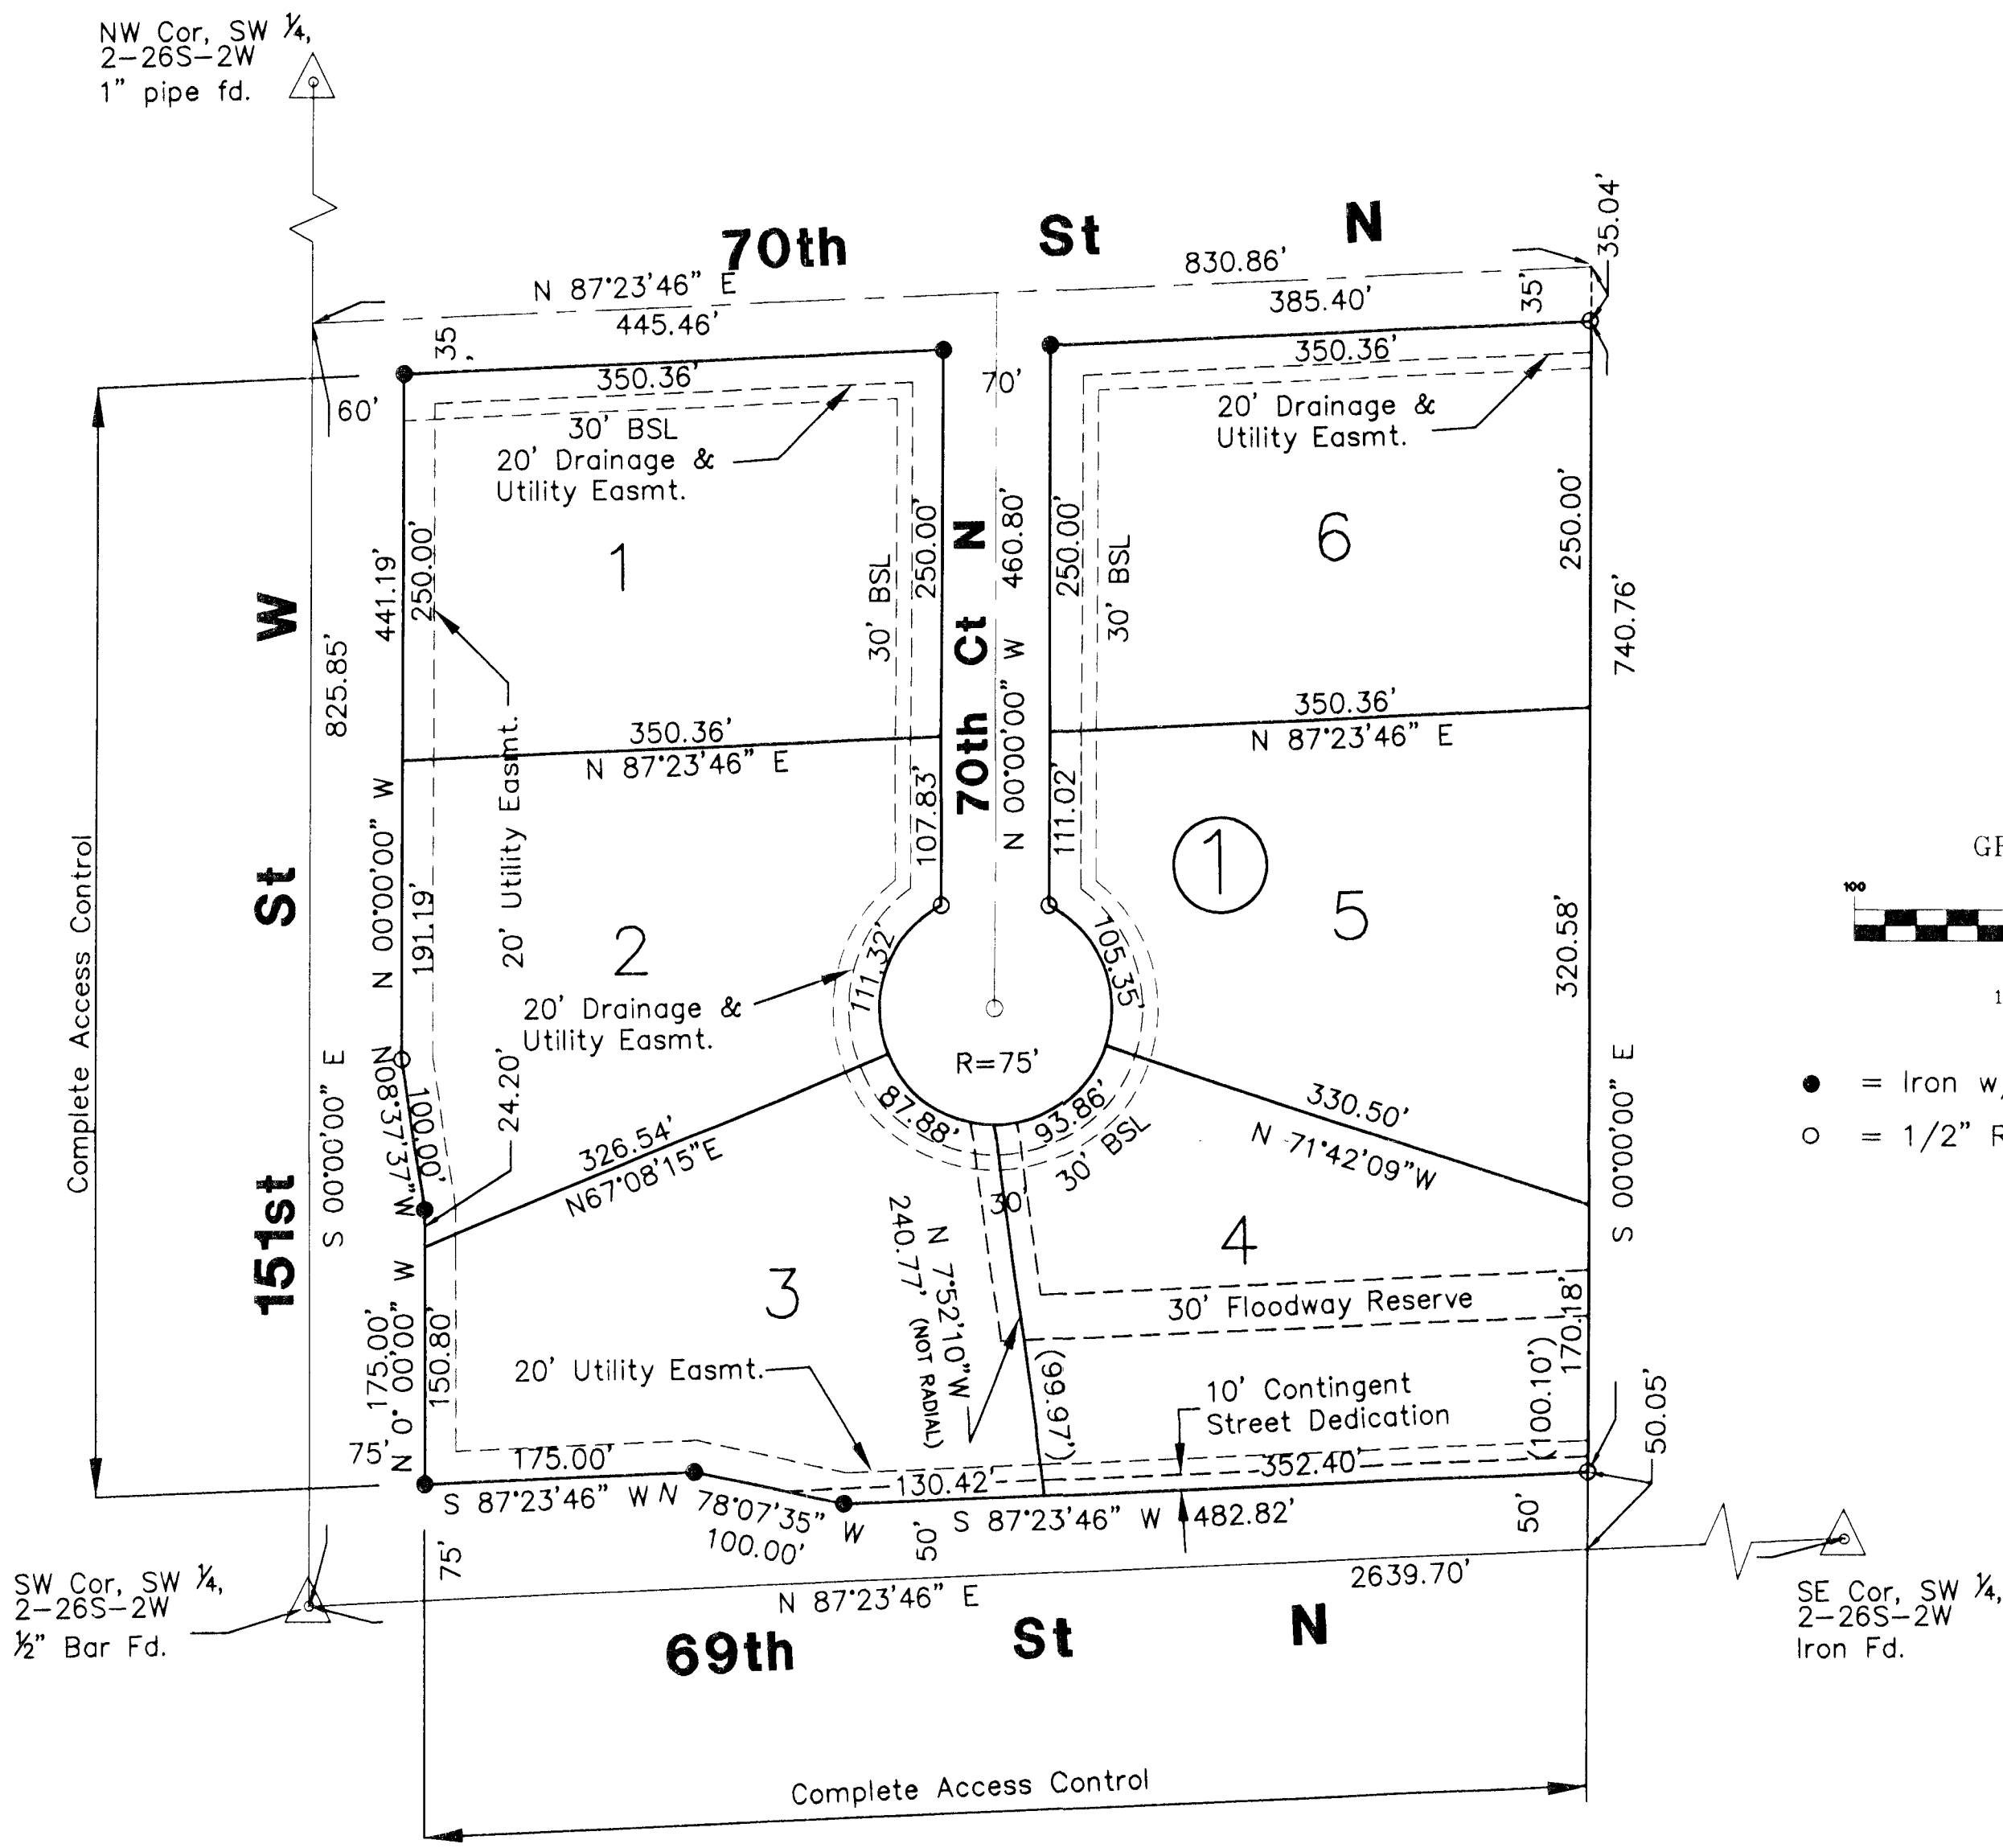 NW Cor, SW ¼,
2-26S-2W
1" pipe fd.
70th St N
N 87°23'46" E
830.86'
445.46'
385.40'
35.04'
35'
35'
350.36'
70'
350.36'
60'
30' BSL
20' Drainage &
Utility Easmt.
20' Drainage &
Utility Easmt.
1
6
441.19'
250.00'
30' BSL
250.00'
70th Ct N
460.80'
N 00°00'00" W
250.00'
30' BSL
250.00'
740.76'
151st St W
825.85'
S 00°00'00" E
Complete Access Control
350.36'
N 87°23'46" E
350.36'
N 87°23'46" E
N 00°00'00" W
191.19'
20' Utility Easmt.
107.83'
111.02'
1
2
5
320.58'
20' Drainage &
Utility Easmt.
111.32'
105.35'
R=75'
87.88'
93.86'
30' BSL
N08°37'37"W
100.00'
24.20'
326.54'
N67°08'15"E
330.50'
N 71°42'09"W
S 00°00'00" E
30'
N 7°52'10"W
240.77' (NOT RADIAL)
3
4
30' Floodway Reserve
170.18'
(100.10')
(99.97')
175.00'
N 0°00'00" W
150.80'
20' Utility Easmt.
10' Contingent
Street Dedication
50.05'
75'
175.00'
130.42'
352.40'
S 87°23'46" W
N 78°07'35" W
100.00'
S 87°23'46" W 482.82'
50'
50'
75'
2639.70'
N 87°23'46" E
SW Cor, SW ¼,
2-26S-2W
½" Bar Fd.
SE Cor, SW ¼,
2-26S-2W
Iron Fd.
69th St N
Complete Access Control
100
= Iron w/
= 1/2" R